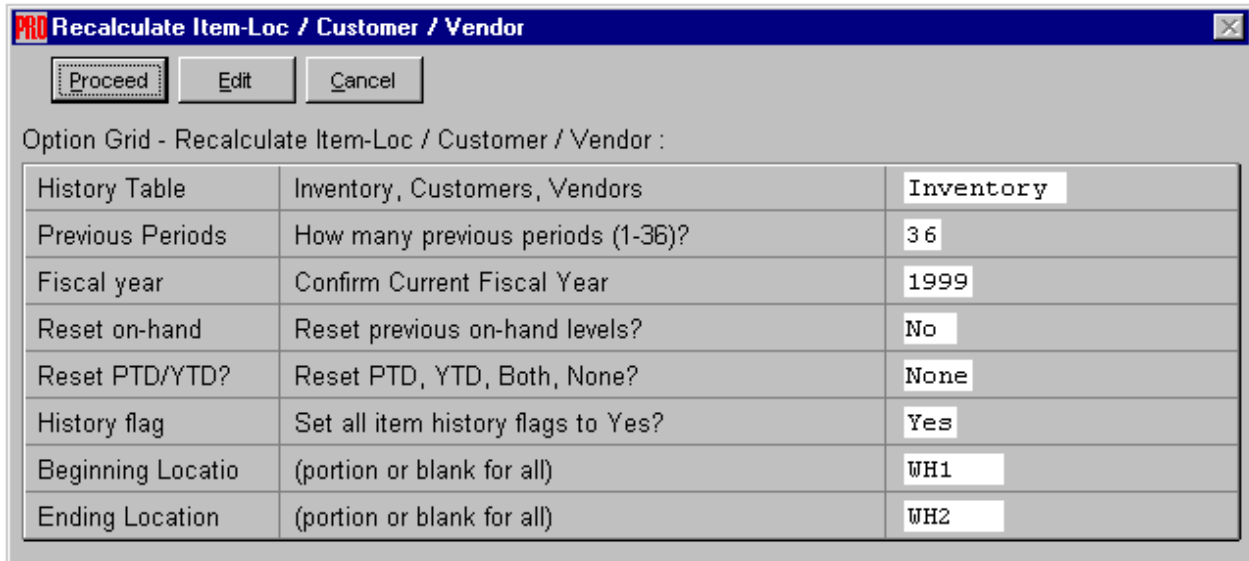 PRO Recalculate Item-Loc / Customer / Vendor
Proceed Edit Cancel
Option Grid - Recalculate Item-Loc / Customer / Vendor :
History Table Inventory, Customers, Vendors Inventory
Previous Periods How many previous periods (1-36)? 36
Fiscal year Confirm Current Fiscal Year 1999
Reset on-hand Reset previous on-hand levels? No
Reset PTD/YTD? Reset PTD, YTD, Both, None? None
History flag Set all item history flags to Yes? Yes
Beginning Locatio (portion or blank for all) WH1
Ending Location (portion or blank for all) WH2